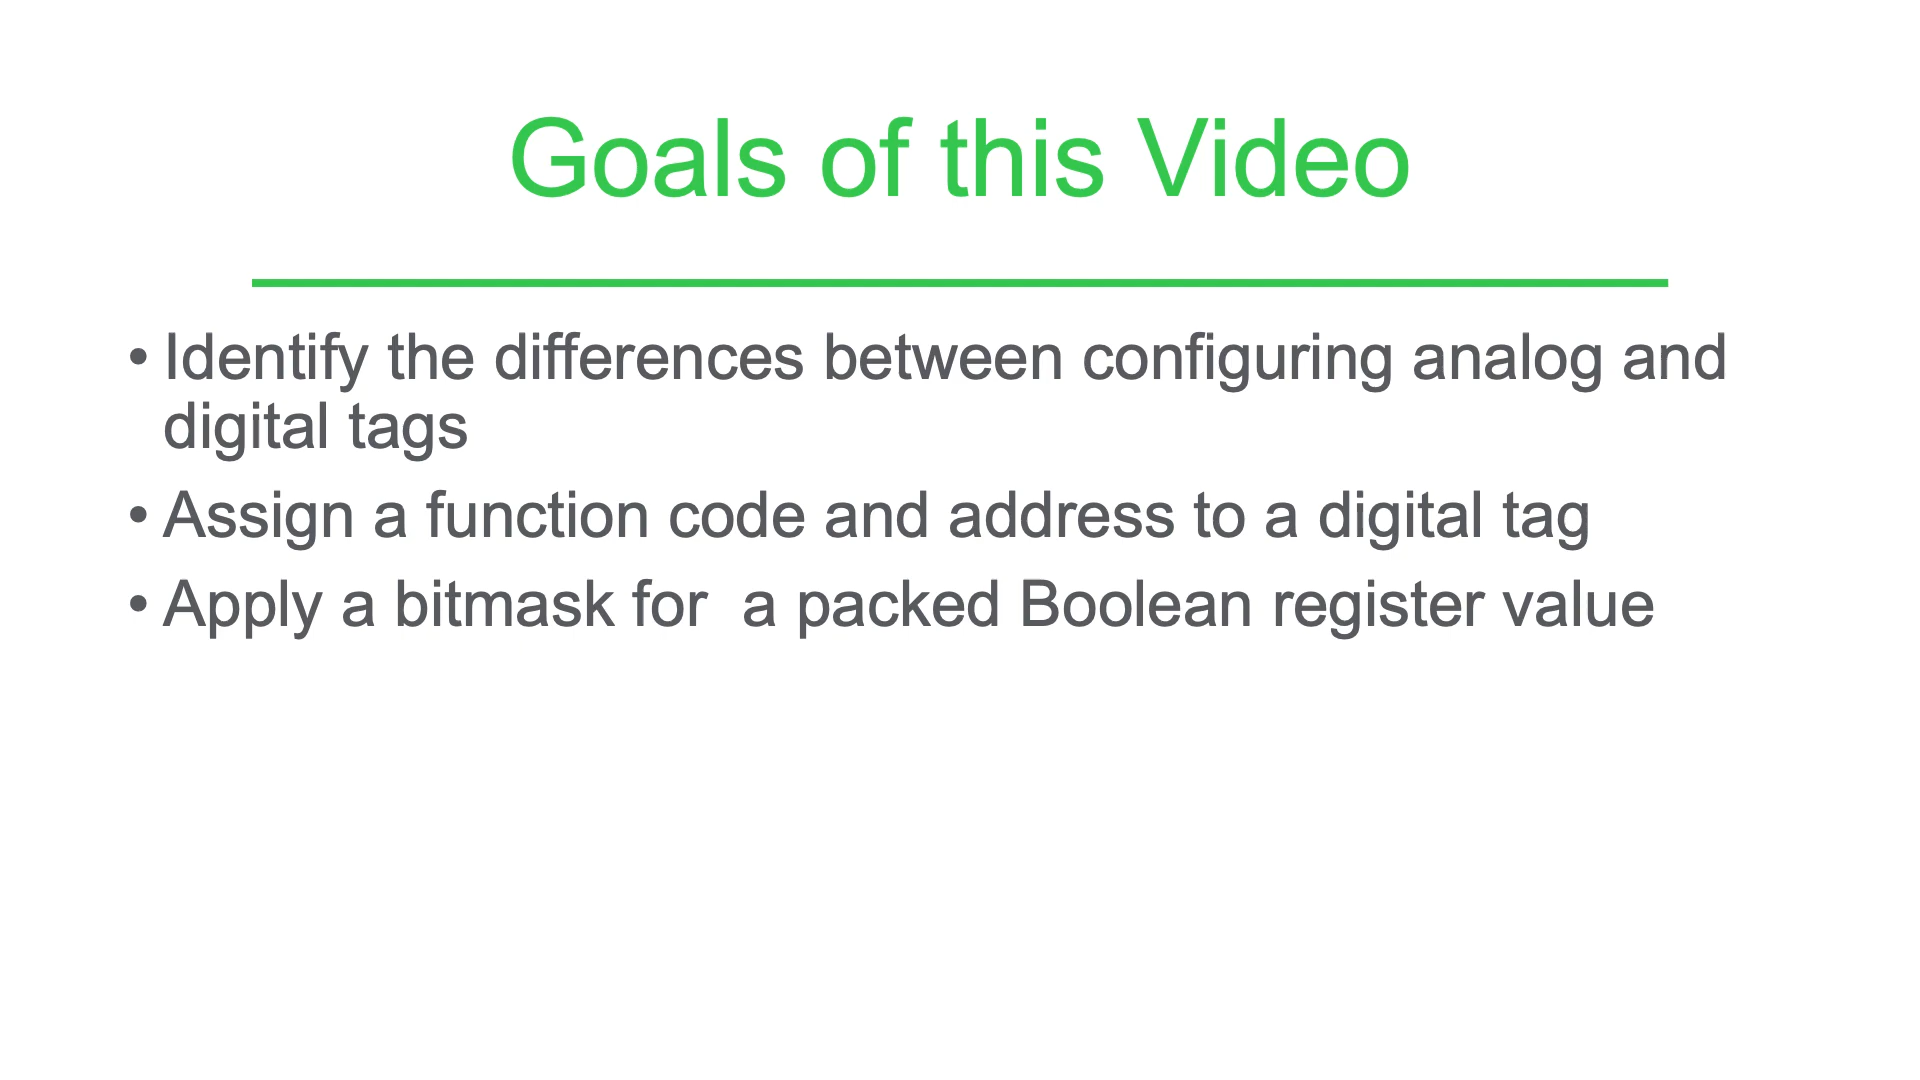 Goals of this Video
• Identify the differences between configuring analog and
digital tags
• Assign a function code and address to a digital tag
• Apply a bitmask for  a packed Boolean register value